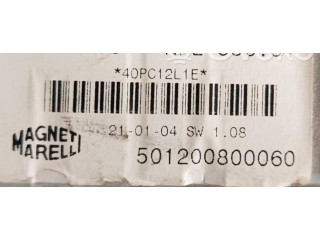 *40PC12L1E*
21-01-04 SW 1.08
MAGNETI
MARELLI
501200800060